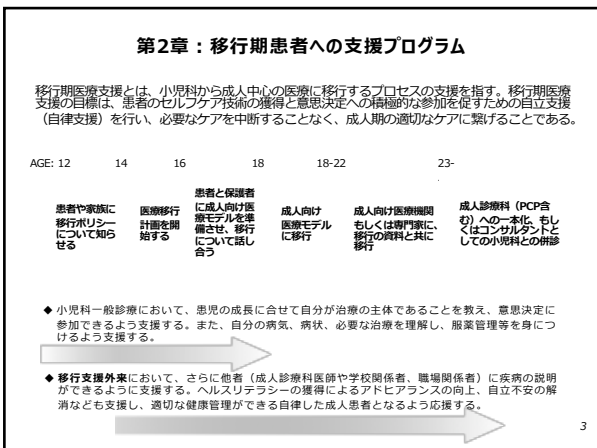 第2章：移行期患者への支援プログラム
移行期医療支援とは、小児科から成人中心の医療に移行するプロセスの支援を指す。移行期医療
支援の目標は、患者のセルフケア技術の獲得と意思決定への積極的な参加を促すための自立支援
（自律支援）を行い、必要なケアを中断することなく、成人期の適切なケアに繋げることである。
AGE: 12 14 16 18 18-22 23-
患者や家族に
移行ポリシー
について知ら
せる
医療移行
計画を開
始する
患者と保護者
に成人向け医
療モデルを準
備させ、移行
について話し
合う
成人向け
医療モデル
に移行
成人向け医療機関
もしくは専門家に、
移行の資料と共に
移行
成人診療科（PCP含
む）への一本化、もし
くはコンサルタントと
しての小児科との併診
◆ 小児科一般診療において、患児の成長に合せて自分が治療の主体であることを教え、意思決定に
参加できるよう支援する。また、自分の病気、病状、必要な治療を理解し、服薬管理等を身につ
けるよう支援する。
◆ 移行支援外来において、さらに他者（成人診療科医師や学校関係者、職場関係者）に疾病の説明
ができるように支援する。ヘルスリテラシーの獲得によるアドヒアランスの向上、自立不安の解
消なども支援し、適切な健康管理ができる自律した成人患者となるよう応援する。
3